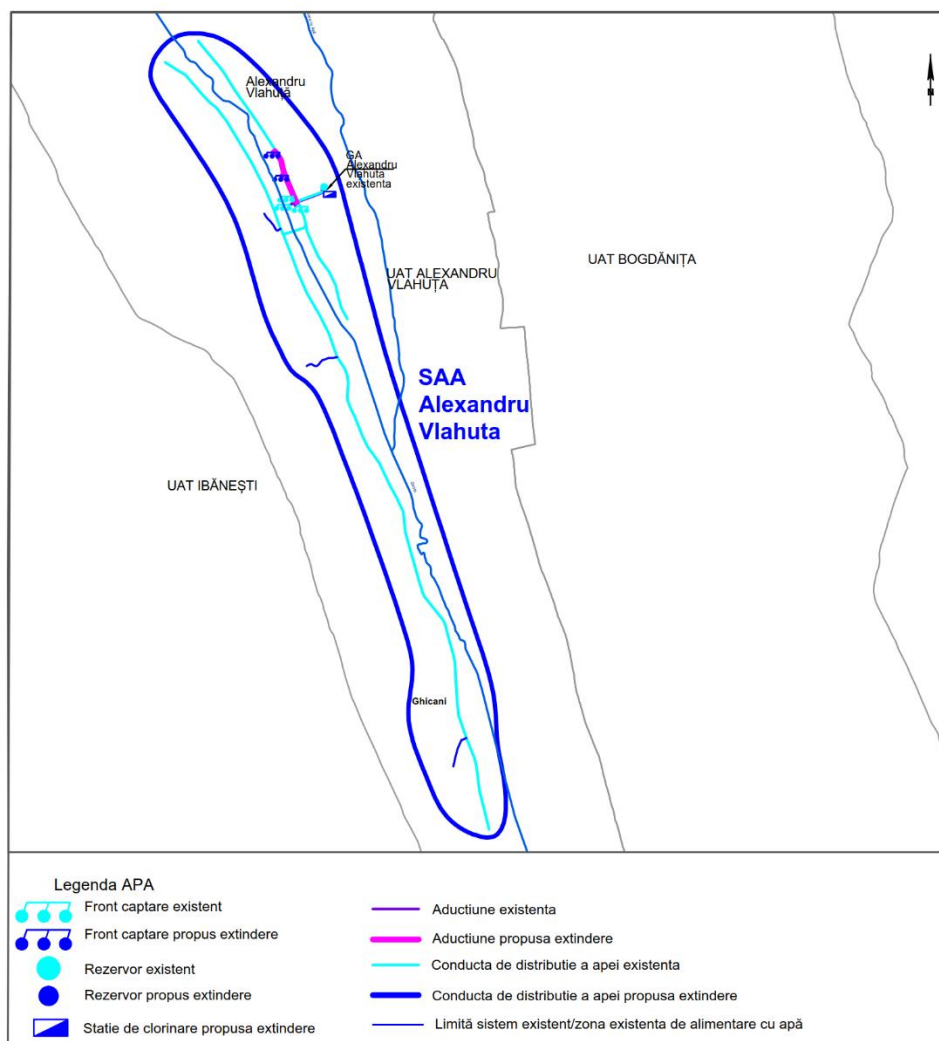 Alexandru
Vlahuță
GA
Alexandru
Vlahuta
existenta
N
UAT ALEXANDRU
VLAHUȚA
UAT BOGDĂNIȚA
SAA
Alexandru
Vlahuta
UAT IBĂNEȘTI
Ghicani
Legenda APA
Front captare existent
Front captare propus extindere
Rezervor existent
Rezervor propus extindere
Statie de clorinare propusa extindere
Aductiune existenta
Aductiune propusa extindere
Conducta de distributie a apei existenta
Conducta de distributie a apei propusa extindere
Limită sistem existent/zona existenta de alimentare cu apă